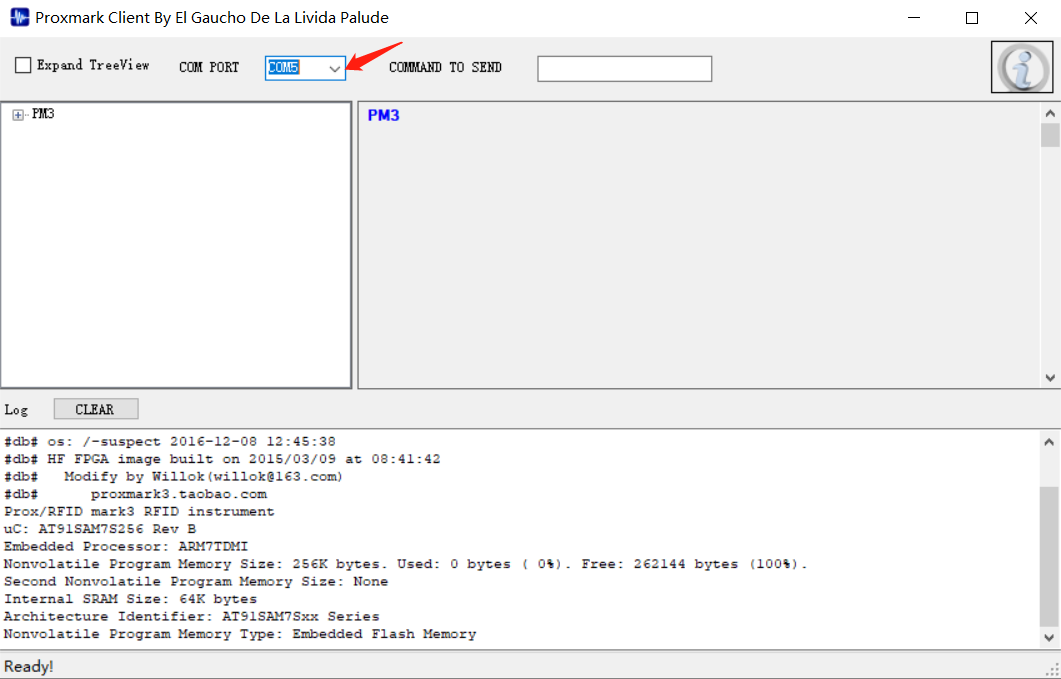 Proxmark Client By El Gaucho De La Livida Palude
Expand TreeView COM PORT COM5 COMMAND TO SEND
PM3
PM3
Log CLEAR
#db# os: /-suspect 2016-12-08 12:45:38
#db# HF FPGA image built on 2015/03/09 at 08:41:42
#db#   Modify by Willok(willok@163.com)
#db#      proxmark3.taobao.com
Prox/RFID mark3 RFID instrument
uC: AT91SAM7S256 Rev B
Embedded Processor: ARM7TDMI
Nonvolatile Program Memory Size: 256K bytes. Used: 0 bytes ( 0%). Free: 262144 bytes (100%).
Second Nonvolatile Program Memory Size: None
Internal SRAM Size: 64K bytes
Architecture Identifier: AT91SAM7Sxx Series
Nonvolatile Program Memory Type: Embedded Flash Memory
Ready!